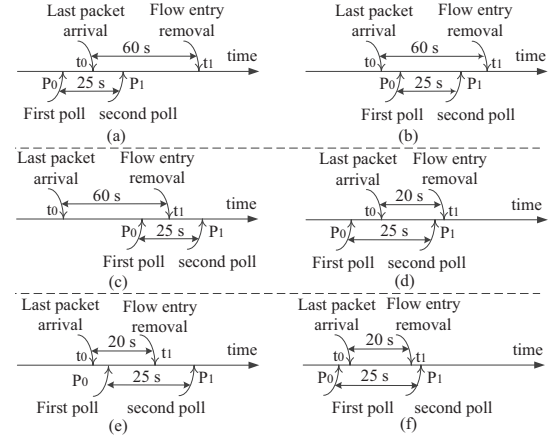 Last packet arrival
Flow entry removal
60 s
time
t0
t1
P0
25 s
P1
First poll
second poll
(a)
Last packet arrival
Flow entry removal
60 s
time
t0
t1
P0
25 s
P1
First poll
second poll
(b)
Last packet arrival
Flow entry removal
60 s
time
t0
t1
P0
25 s
P1
First poll
second poll
(c)
Last packet arrival
Flow entry removal
20 s
time
t0
t1
P0
25 s
P1
First poll
second poll
(d)
Last packet arrival
Flow entry removal
20 s
time
t0
t1
P0
25 s
P1
First poll
second poll
(e)
Last packet arrival
Flow entry removal
20 s
time
t0
t1
P0
25 s
P1
First poll
second poll
(f)